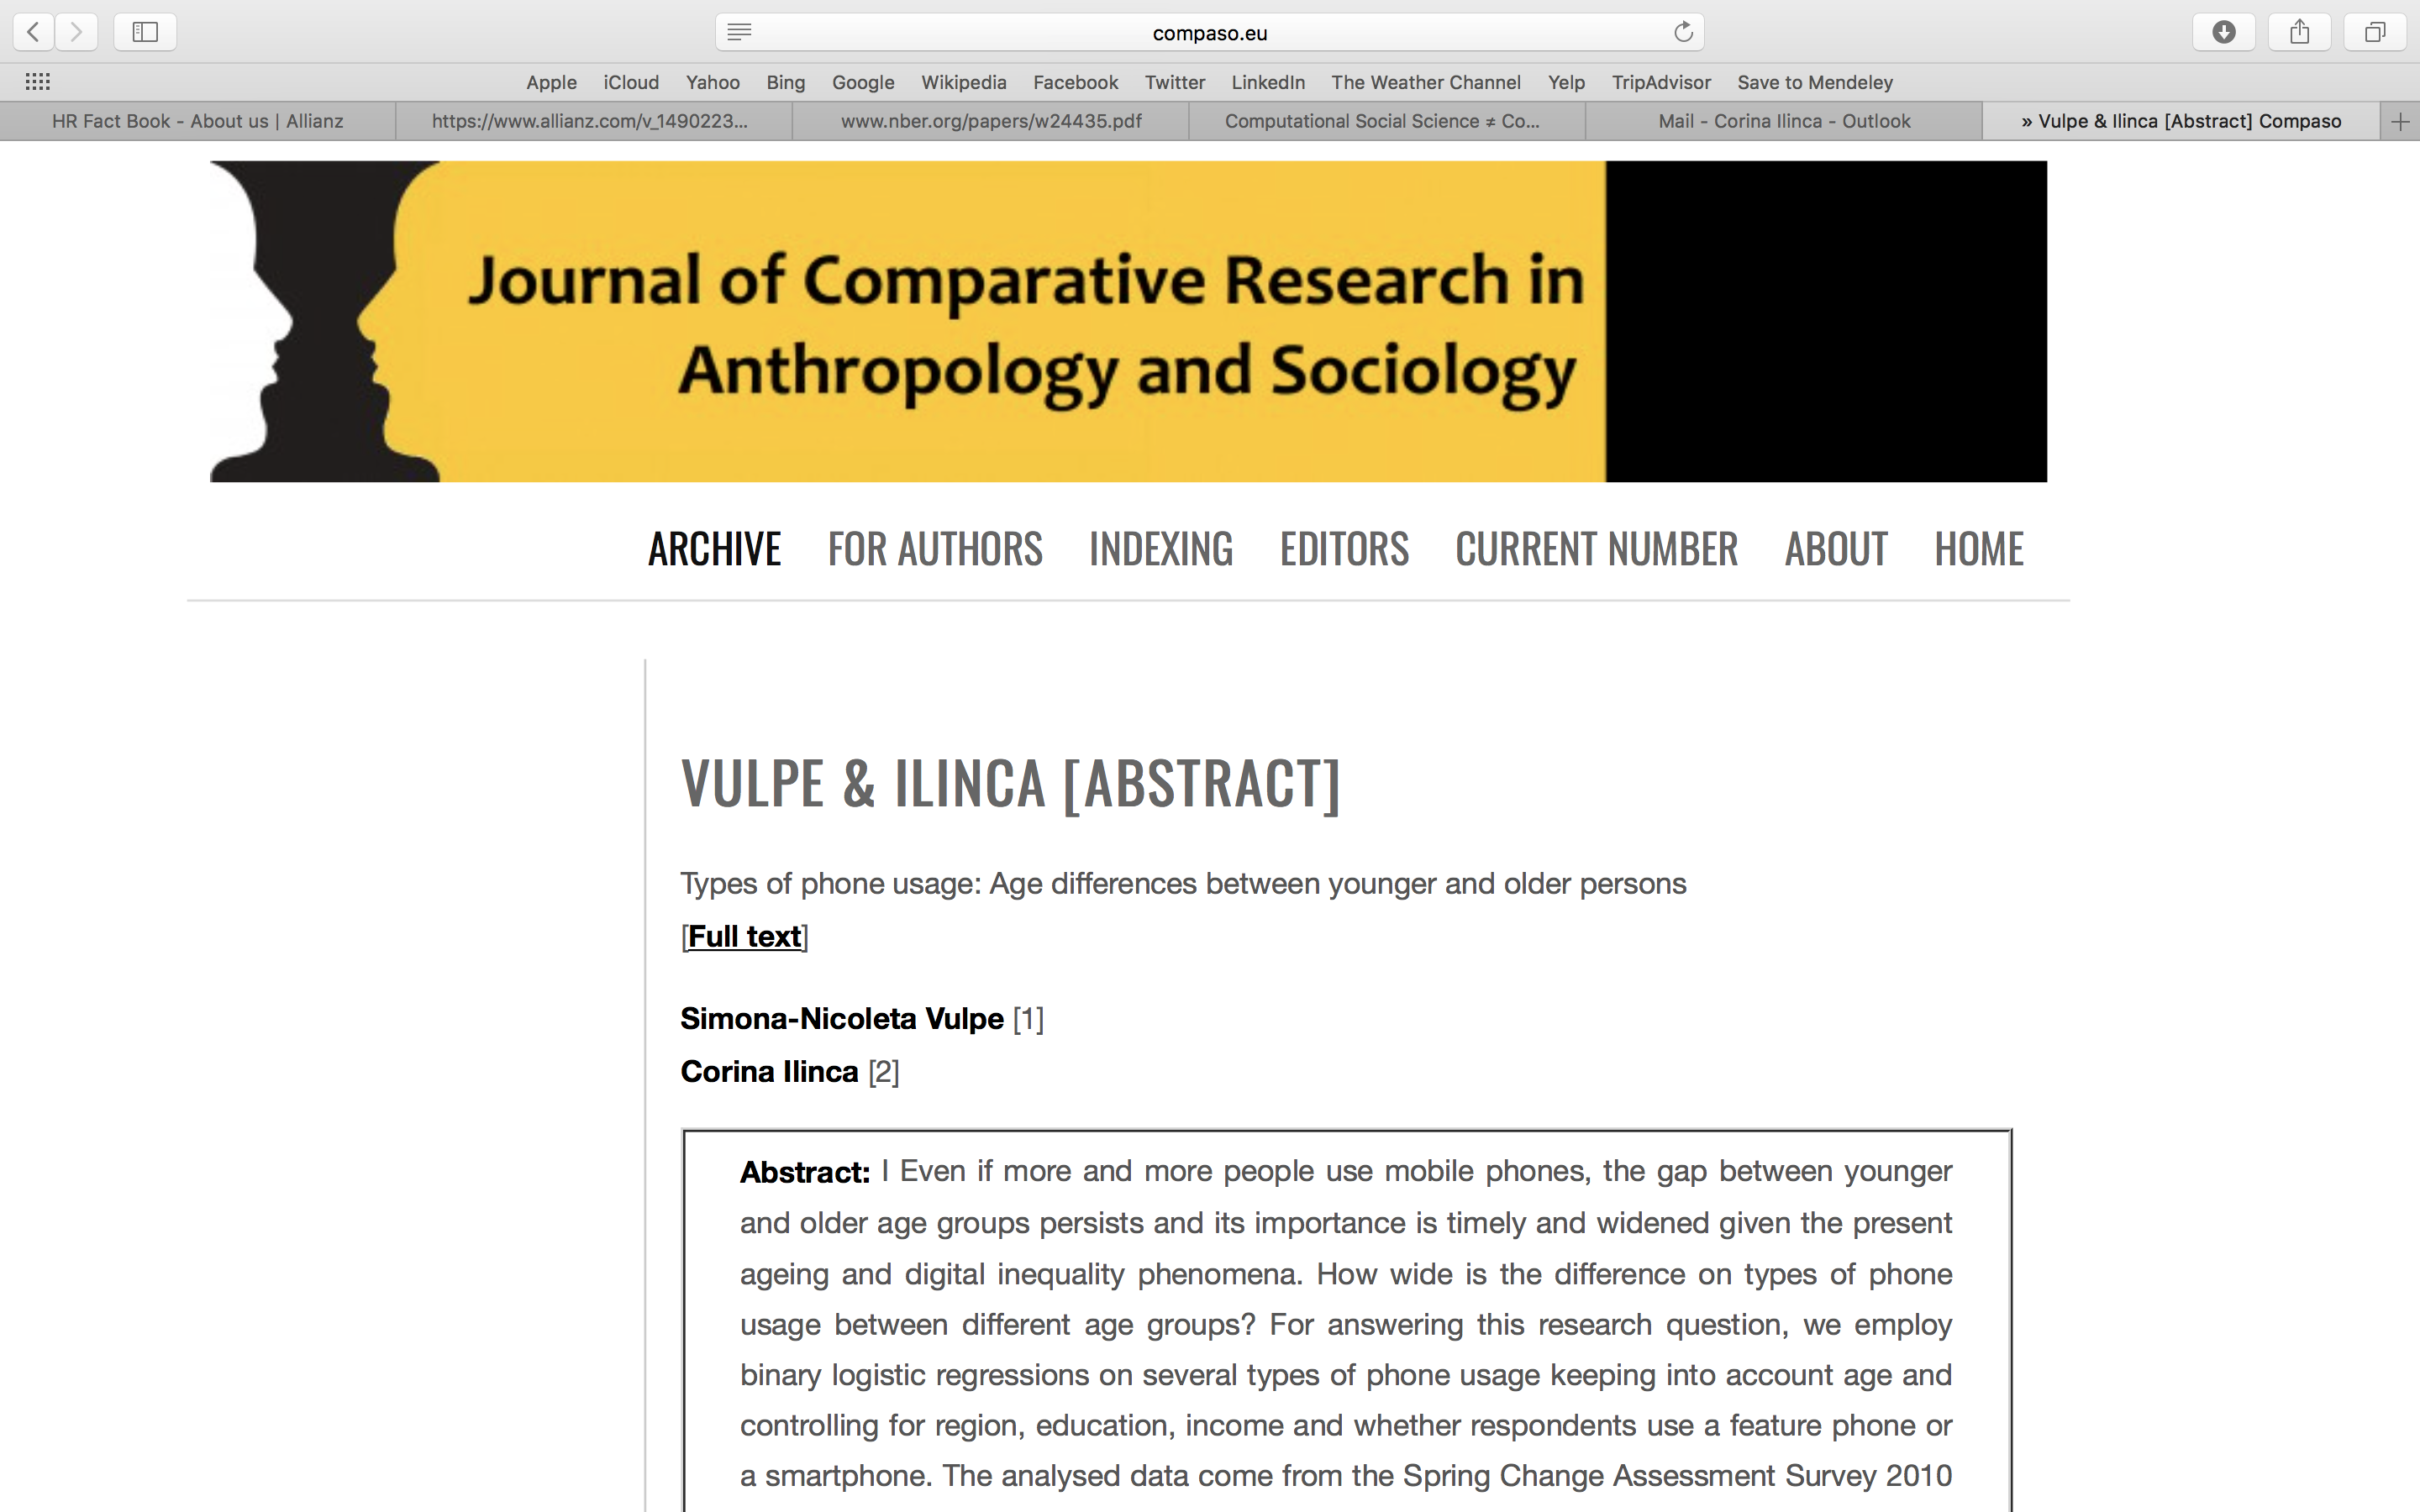 compaso.eu
Apple iCloud Yahoo Bing Google Wikipedia Facebook Twitter LinkedIn The Weather Channel Yelp TripAdvisor Save to Mendeley
HR Fact Book - About us | Allianz https://www.allianz.com/v_1490223... www.nber.org/papers/w24435.pdf Computational Social Science ≠ Co... Mail - Corina Ilinca - Outlook » Vulpe & Ilinca [Abstract] Compaso
Journal of Comparative Research in
Anthropology and Sociology
ARCHIVE FOR AUTHORS INDEXING EDITORS CURRENT NUMBER ABOUT HOME
VULPE & ILINCA [ABSTRACT]
Types of phone usage: Age differences between younger and older persons
[Full text]
Simona-Nicoleta Vulpe [1]
Corina Ilinca [2]
Abstract: I Even if more and more people use mobile phones, the gap between younger
and older age groups persists and its importance is timely and widened given the present
ageing and digital inequality phenomena. How wide is the difference on types of phone
usage between different age groups? For answering this research question, we employ
binary logistic regressions on several types of phone usage keeping into account age and
controlling for region, education, income and whether respondents use a feature phone or
a smartphone. The analysed data come from the Spring Change Assessment Survey 2010